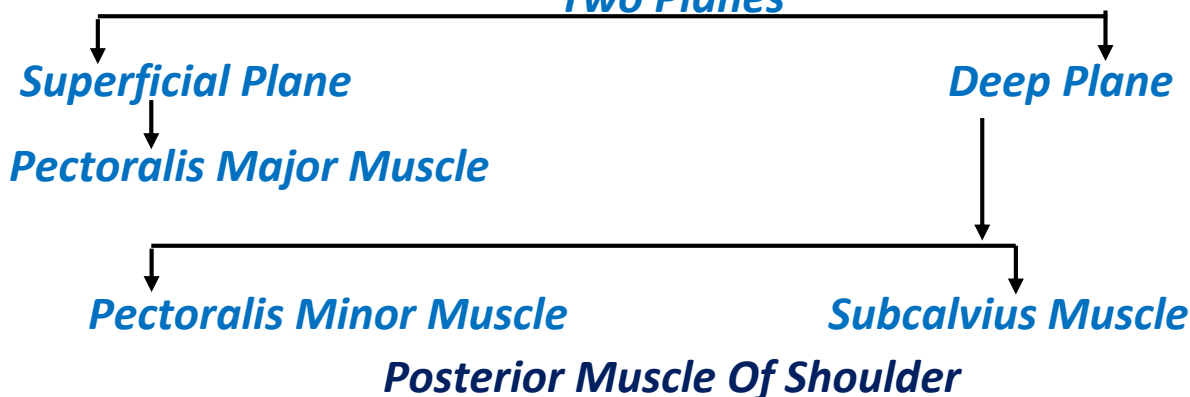 Two Planes
Superficial Plane Deep Plane
Pectoralis Major Muscle
Pectoralis Minor Muscle Subcalvius Muscle
Posterior Muscle Of Shoulder